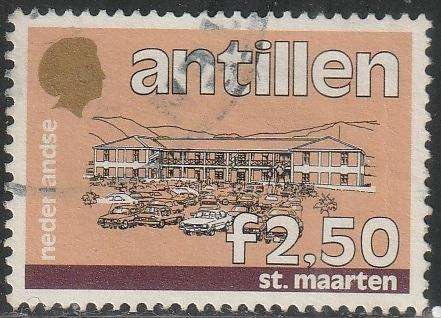 antillen
nederlandse
f2,50
st. maarten